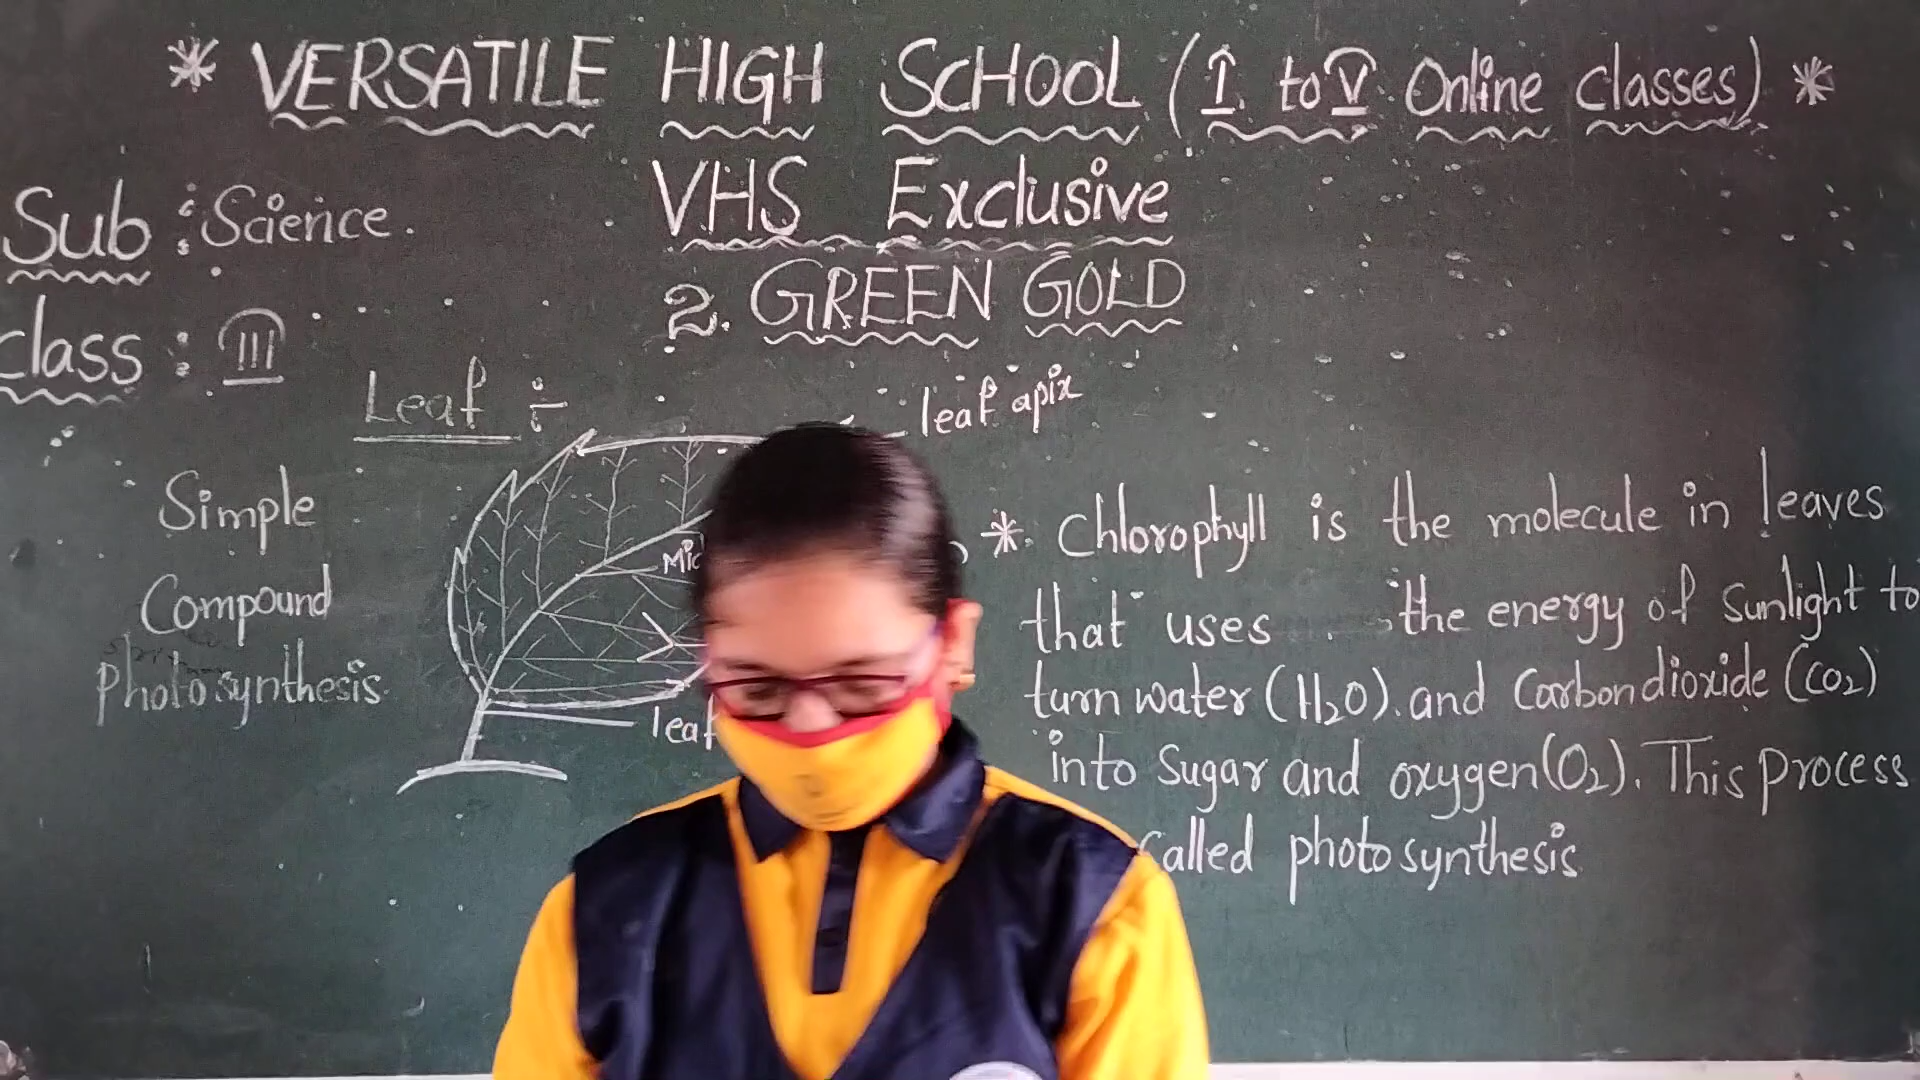 * VERSATILE HIGH SCHOOL (I to V Online classes) *
VHS Exclusive
Sub : Science.
2. GREEN GOLD
class : III
Leaf :-
leaf apix
Simple
Compound
Photosynthesis
leaf
* Chlorophyll is the molecule in leaves
that uses the energy of sunlight to
turn water (H2O). and Carbondioxide (CO2)
into Sugar and oxygen (O2). This process
called photosynthesis